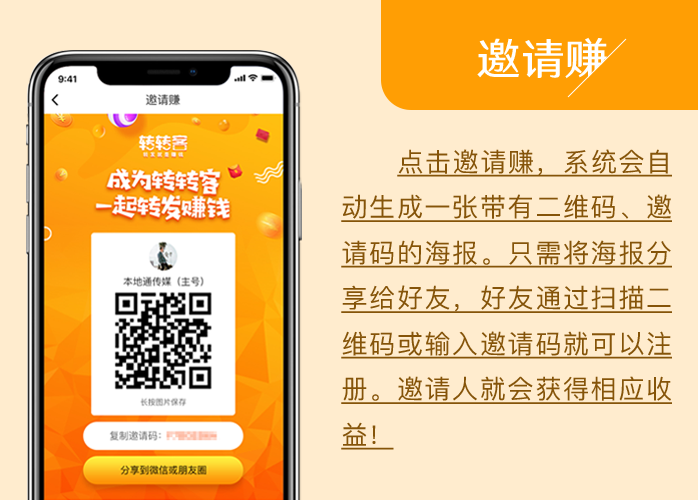 邀请赚
9:41
邀请赚
转转客
成为转转客
一起转发赚钱
本地通传媒（主号）
长按图片保存
复制邀请码：
分享到微信或朋友圈
点击邀请赚，系统会自
动生成一张带有二维码、邀
请码的海报。只需将海报分
享给好友，好友通过扫描二
维码或输入邀请码就可以注
册。邀请人就会获得相应收
益！